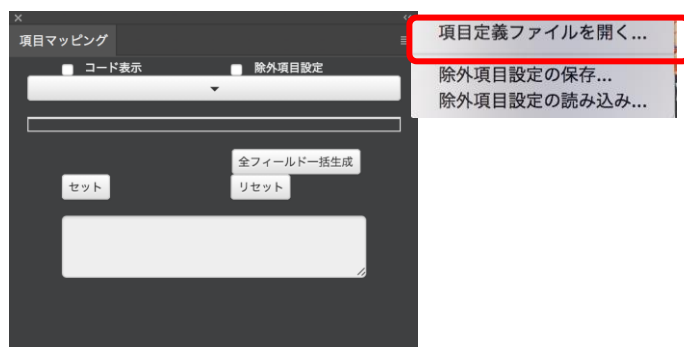 項目マッピング
コード表示
除外項目設定
全フィールド一括生成
セット
リセット
項目定義ファイルを開く...
除外項目設定の保存...
除外項目設定の読み込み...